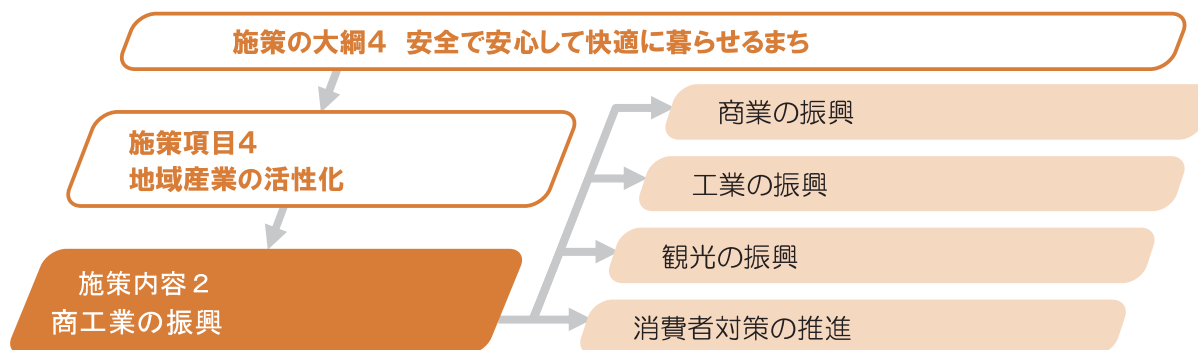 施策の大綱４　安全で安心して快適に暮らせるまち
施策項目４
地域産業の活性化
施策内容２
商工業の振興
商業の振興
工業の振興
観光の振興
消費者対策の推進